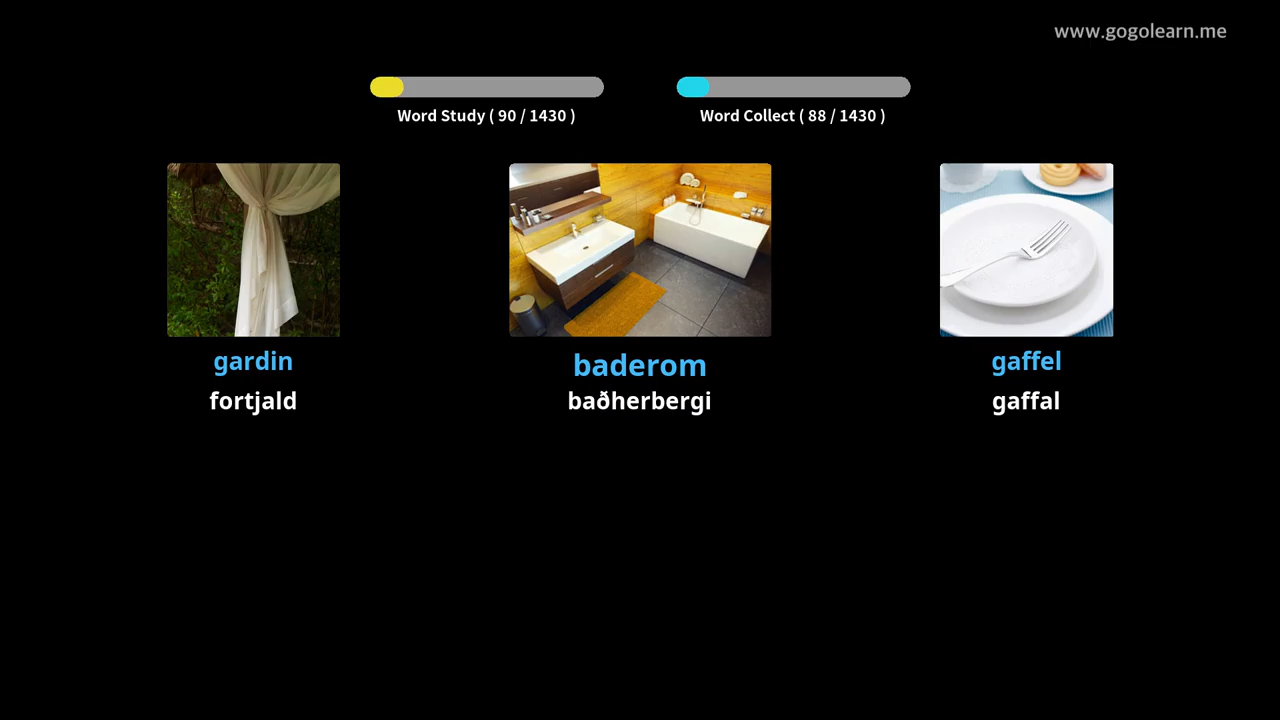 www.gogolearn.me
Word Study ( 90 / 1430 )
Word Collect ( 88 / 1430 )
gardin
fortjald
baderom
baðherbergi
gaffel
gaffal